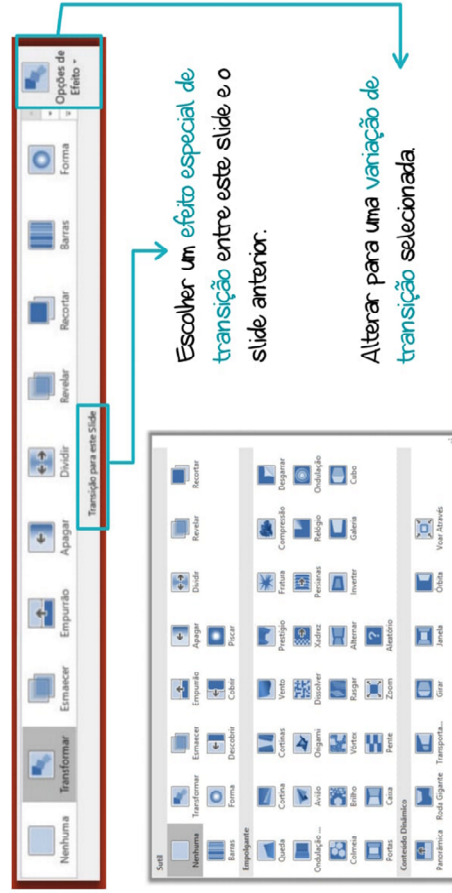 Nenhuma Transformar Esmaecer Empurrão Apagar Dividir Revelar Recortar Barras Forma
Opções de
Efeito
Transição para este Slide
Escolher um efeito especial de
transição entre este slide e o
slide anterior.
Alterar para uma variação de
transição selecionada.
Sutil
Nenhuma Transformar Esmaecer Empurrão Apagar Dividir Revelar Recortar
Barras Forma Descobrir Cobrir Piscar
Empolgante
Queda Cortina Cortinas Vento Prestígio Fratura Compressão Desgarrar
Ondulação ... Avião Origami Dissolver Xadrez Persianas Relógio Ondulação
Colmeia Brilho Vórtex Rasgar Alternar Inverter Galeria Cubo
Portas Caixa Pente Zoom Aleatório
Conteúdo Dinâmico
Panorâmica Roda Gigante Transporta... Girar Janela Órbita Voar Através